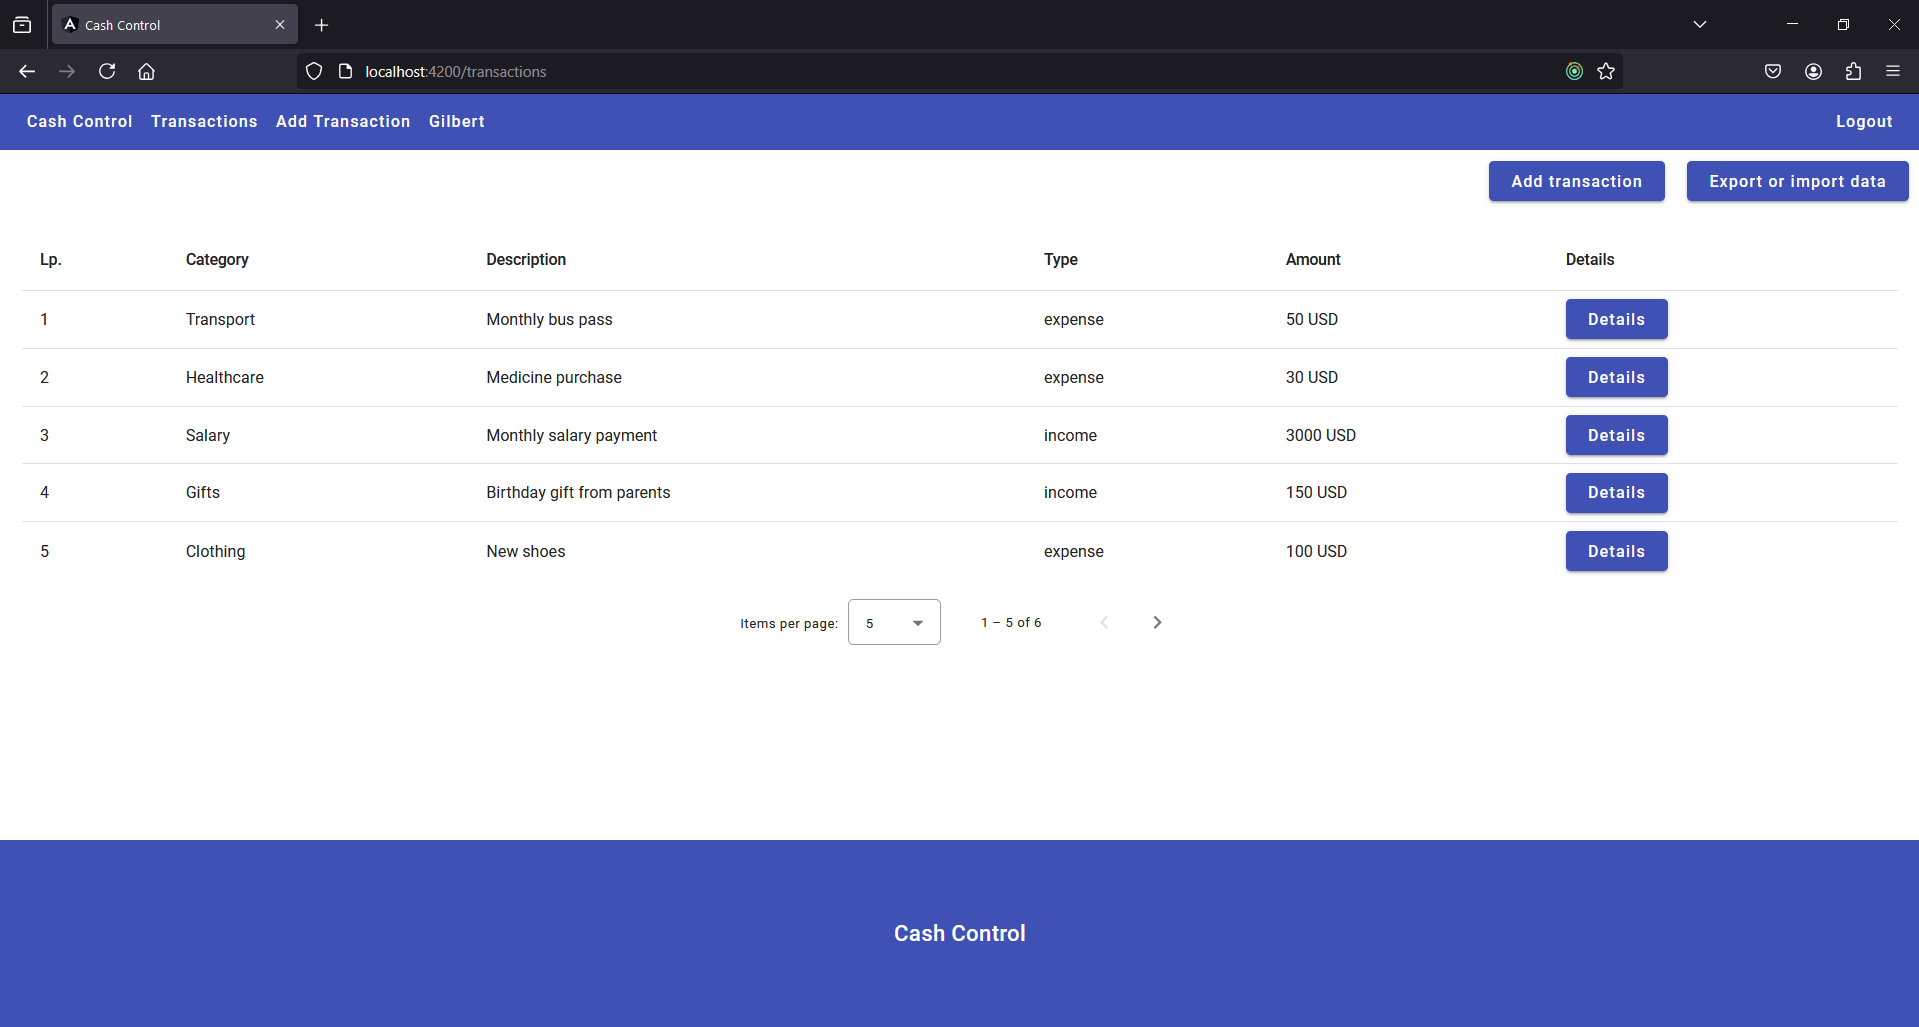 Cash Control
localhost:4200/transactions
Cash Control Transactions Add Transaction Gilbert Logout
Add transaction Export or import data
Lp. Category Description Type Amount Details
1 Transport Monthly bus pass expense 50 USD Details
2 Healthcare Medicine purchase expense 30 USD Details
3 Salary Monthly salary payment income 3000 USD Details
4 Gifts Birthday gift from parents income 150 USD Details
5 Clothing New shoes expense 100 USD Details
Items per page: 5 1 – 5 of 6
Cash Control